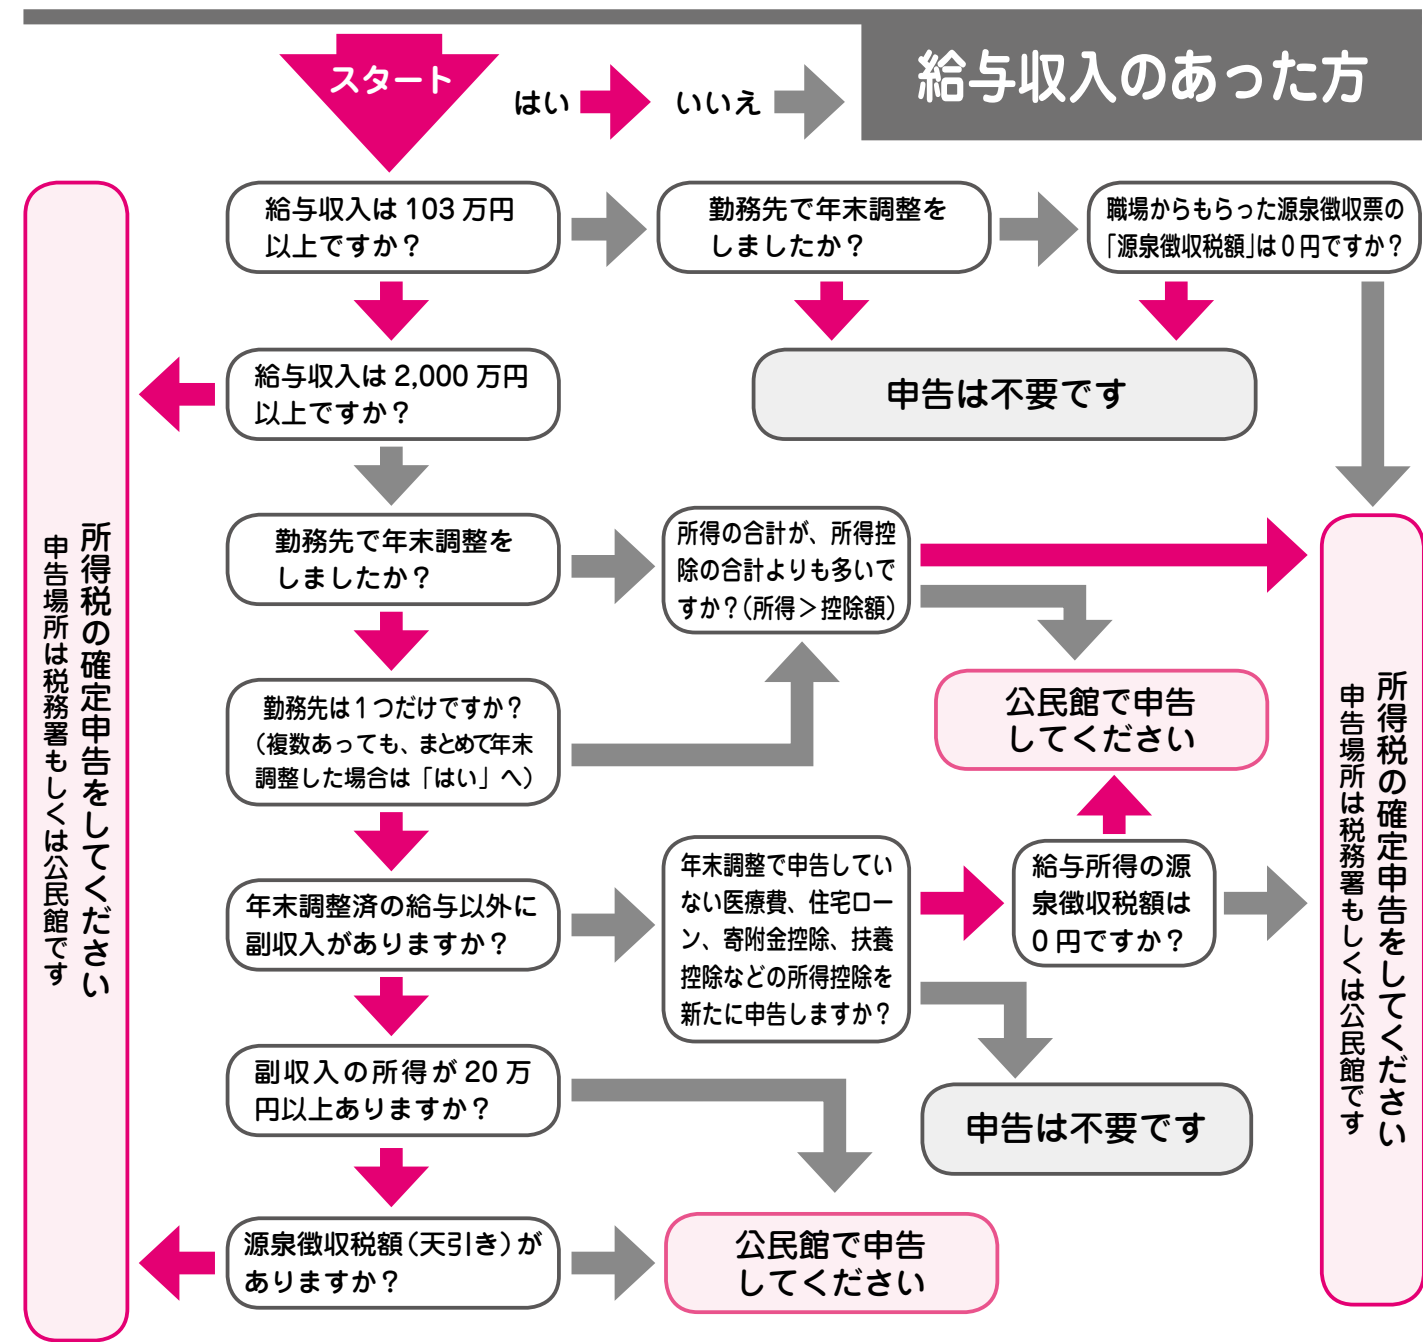 給与収入のあった方
スタート
はい
いいえ
給与収入は 103 万円
以上ですか？
勤務先で年末調整を
しましたか？
職場からもらった源泉徴収票の
「源泉徴収税額」は０円ですか？
給与収入は 2,000 万円
以上ですか？
申告は不要です
勤務先で年末調整を
しましたか？
所得の合計が、所得控
除の合計よりも多いで
すか？（所得＞控除額）
勤務先は１つだけですか？
（複数あっても、まとめて年末
調整した場合は「はい」へ）
公民館で申告
してください
年末調整済の給与以外に
副収入がありますか？
年末調整で申告してい
ない医療費、住宅ロー
ン、寄附金控除、扶養
控除などの所得控除を
新たに申告しますか？
給与所得の源
泉徴収税額は
０円ですか？
副収入の所得が 20 万
円以上ありますか？
申告は不要です
源泉徴収税額（天引き）が
ありますか？
公民館で申告
してください
所得税の確定申告をしてください
申告場所は税務署もしくは公民館です
所得税の確定申告をしてください
申告場所は税務署もしくは公民館です